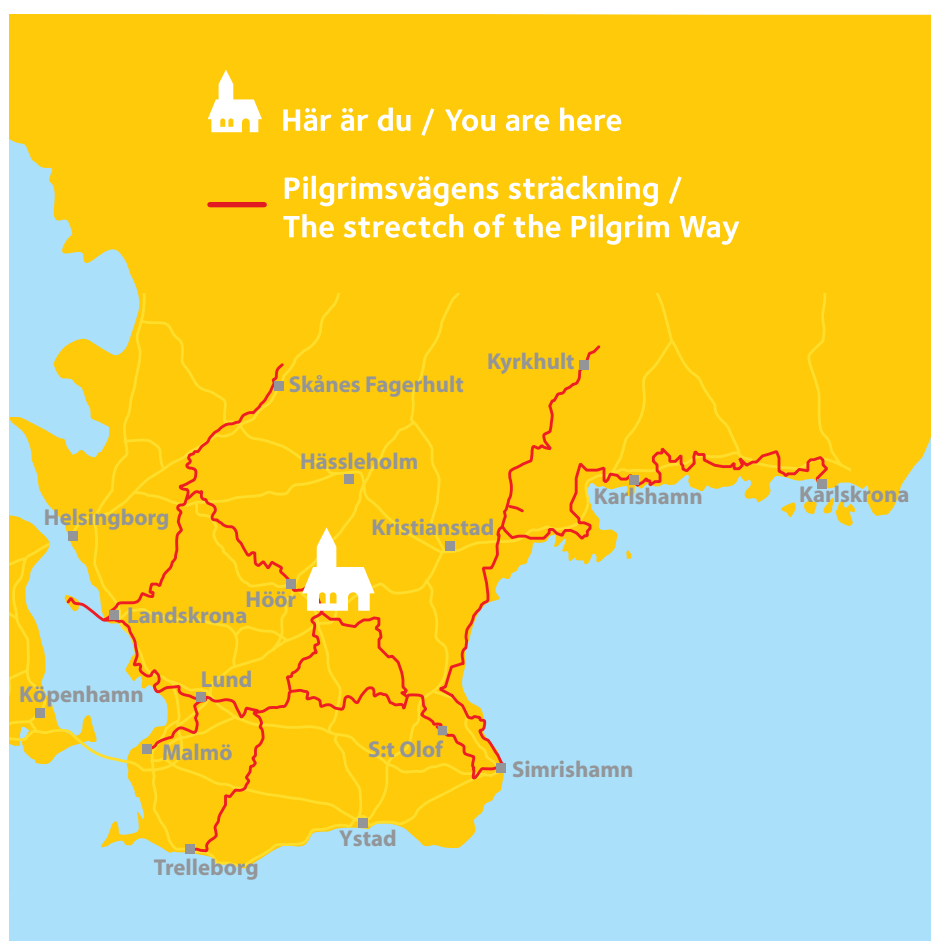 Här är du / You are here
Pilgrimsvägens sträckning /
The strectch of the Pilgrim Way
Kyrkhult
Skånes Fagerhult
Hässleholm
Karlshamn
Karlskrona
Helsingborg
Kristianstad
Höör
Landskrona
Lund
Köpenhamn
Malmö
S:t Olof
Simrishamn
Ystad
Trelleborg